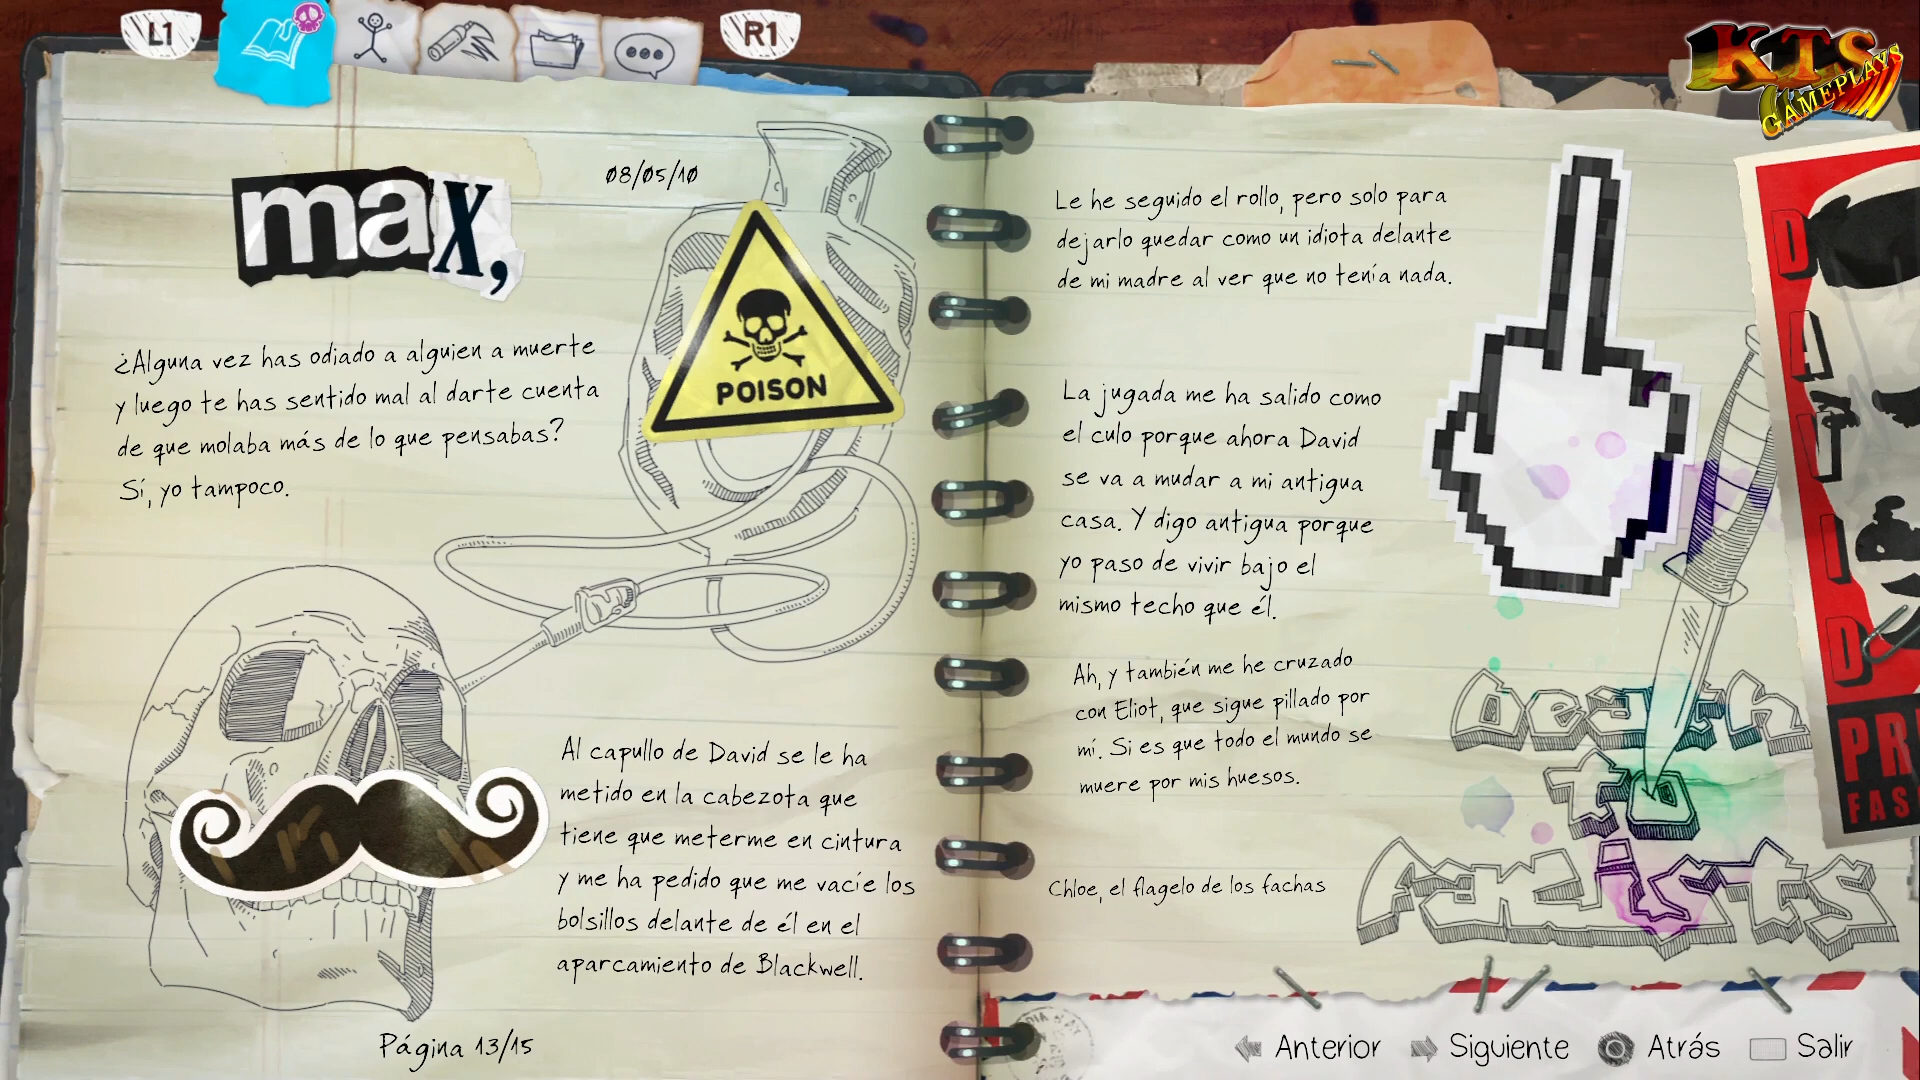 L1
R1
KTS
GAMEPLAYS
max,
08/05/10
POISON
¿Alguna vez has odiado a alguien a muerte
y luego te has sentido mal al darte cuenta
de que molaba más de lo que pensabas?
Sí, yo tampoco.
Al capullo de David se le ha
metido en la cabezota que
tiene que meterme en cintura
y me ha pedido que me vacíe los
bolsillos delante de él en el
aparcamiento de Blackwell.
Página 13/15
Le he seguido el rollo, pero solo para
dejarlo quedar como un idiota delante
de mi madre al ver que no tenía nada.
La jugada me ha salido como
el culo porque ahora David
se va a mudar a mi antigua
casa. Y digo antigua porque
yo paso de vivir bajo el
mismo techo que él.
Ah, y también me he cruzado
con Eliot, que sigue pillado por
mí. Si es que todo el mundo se
muere por mis huesos.
Chloe, el flagelo de los fachas
DAVID
PR
FAS
Death
to
Anterior
Siguiente
Atrás
Salir